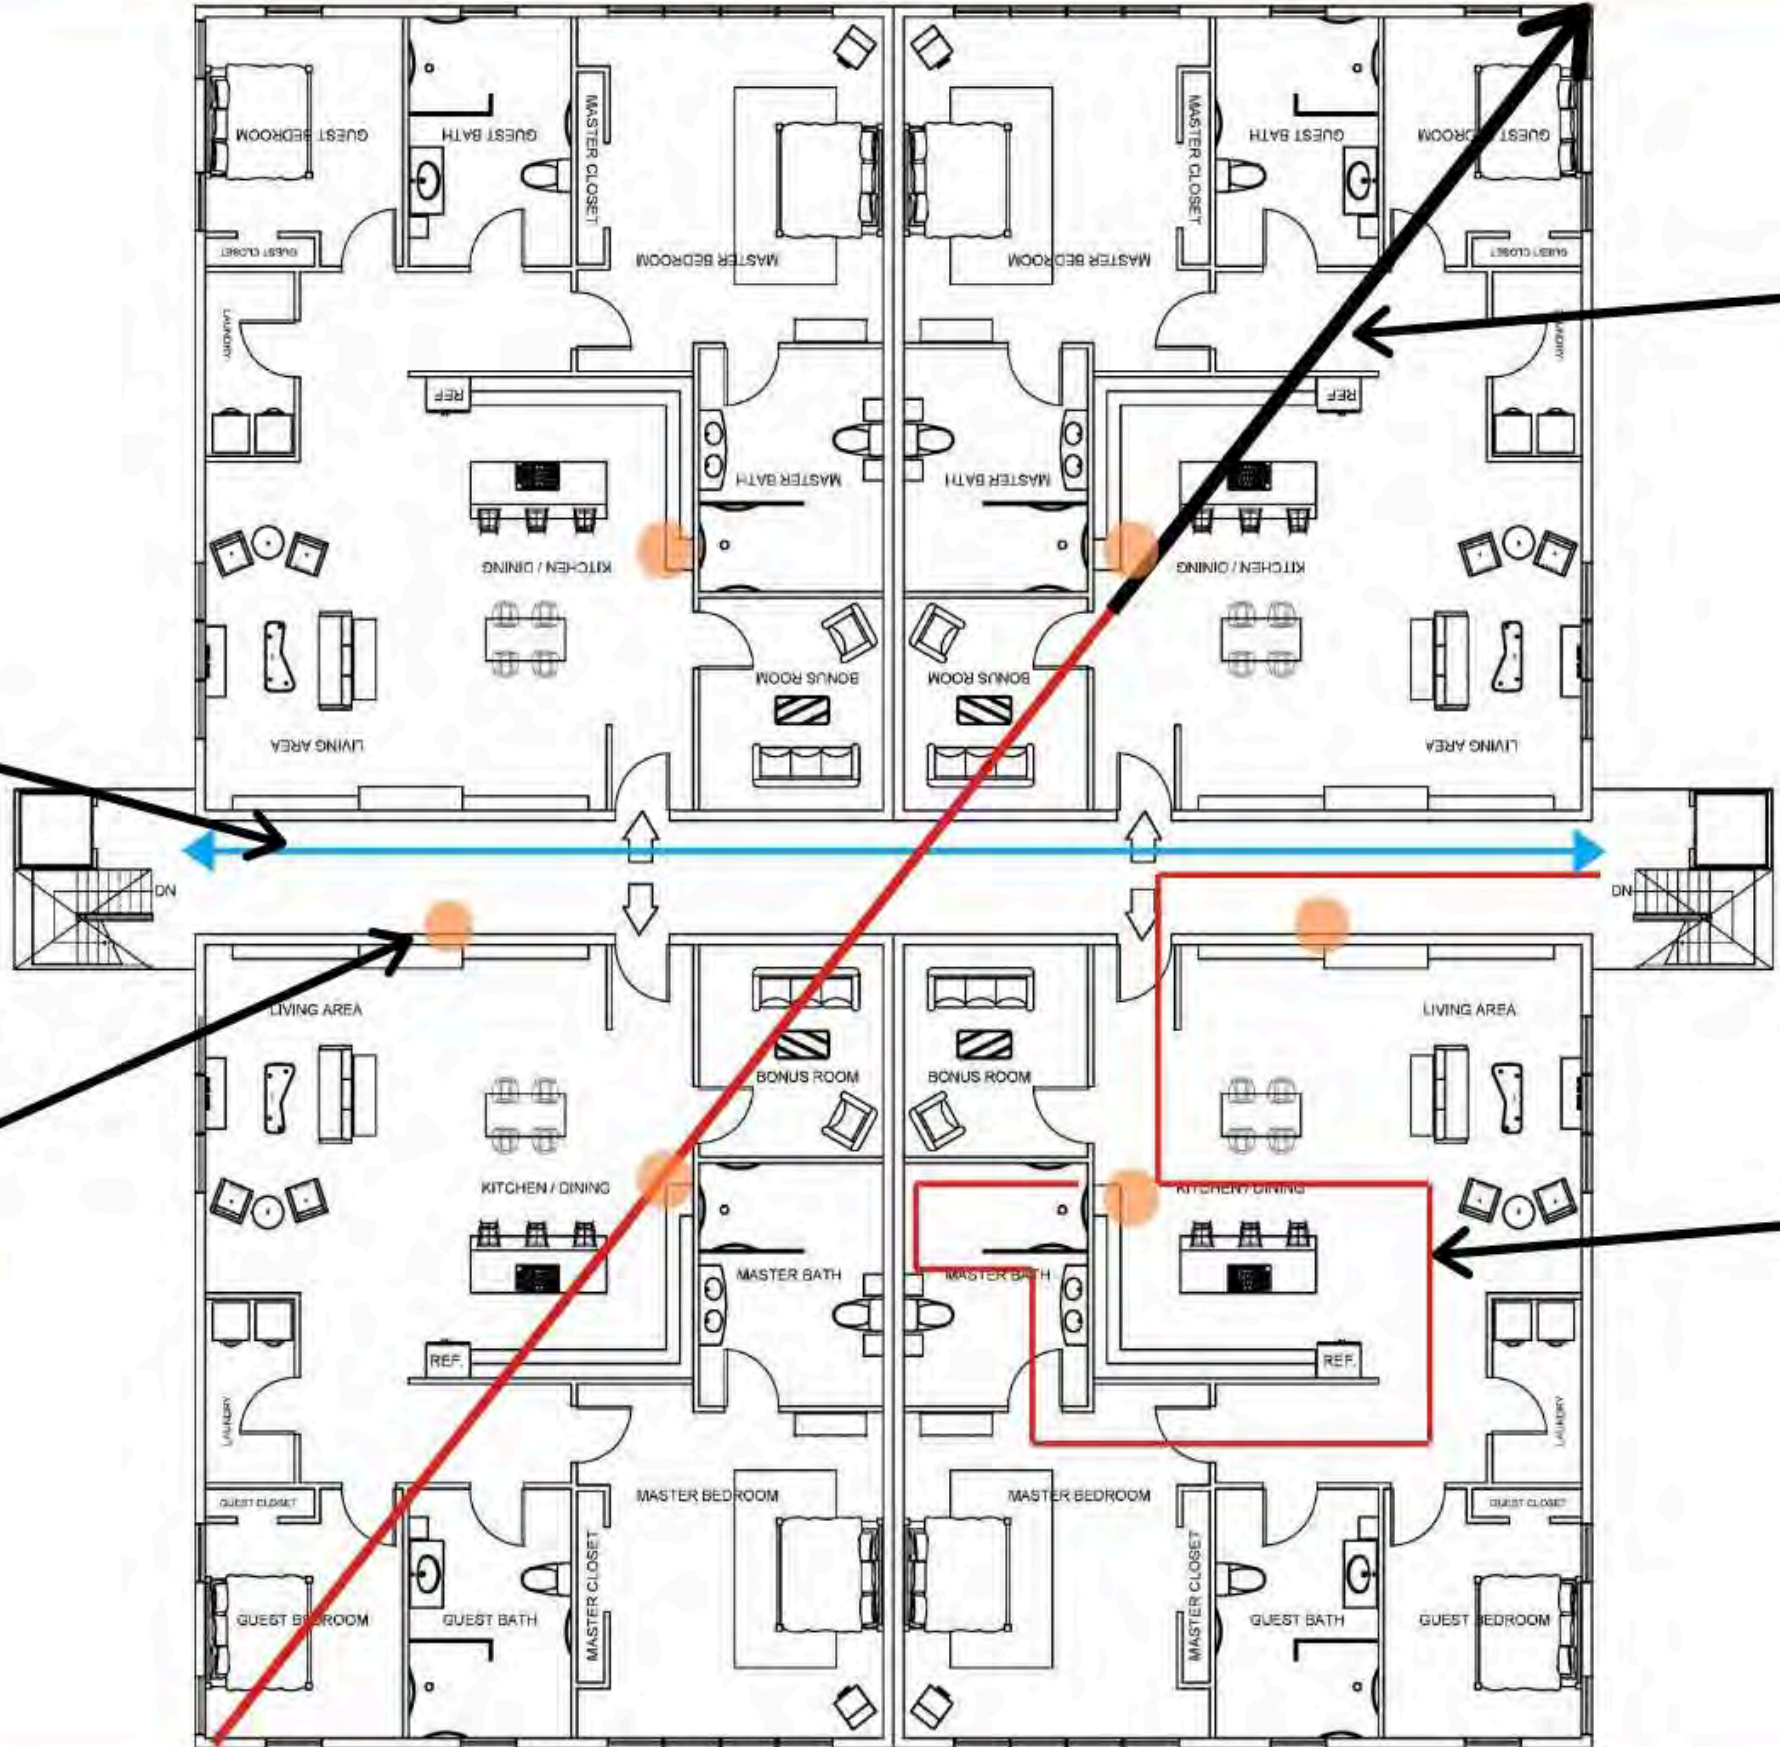 GUEST BEDROOM
GUEST BATH
MASTER CLOSET
MASTER CLOSET
GUEST BATH
GUEST BEDROOM
GUEST CLOSET
MASTER BEDROOM
MASTER BEDROOM
GUEST CLOSET
LAUNDRY
LAUNDRY
REF
REF
MASTER BATH
MASTER BATH
KITCHEN / DINING
KITCHEN / DINING
BONUS ROOM
BONUS ROOM
LIVING AREA
LIVING AREA
DN
DN
LIVING AREA
LIVING AREA
BONUS ROOM
BONUS ROOM
KITCHEN / DINING
KITCHEN / DINING
MASTER BATH
MASTER BATH
REF.
REF.
LAUNDRY
LAUNDRY
GUEST CLOSET
MASTER BEDROOM
MASTER BEDROOM
GUEST CLOSET
GUEST BEDROOM
GUEST BATH
MASTER CLOSET
MASTER CLOSET
GUEST BATH
GUEST BEDROOM